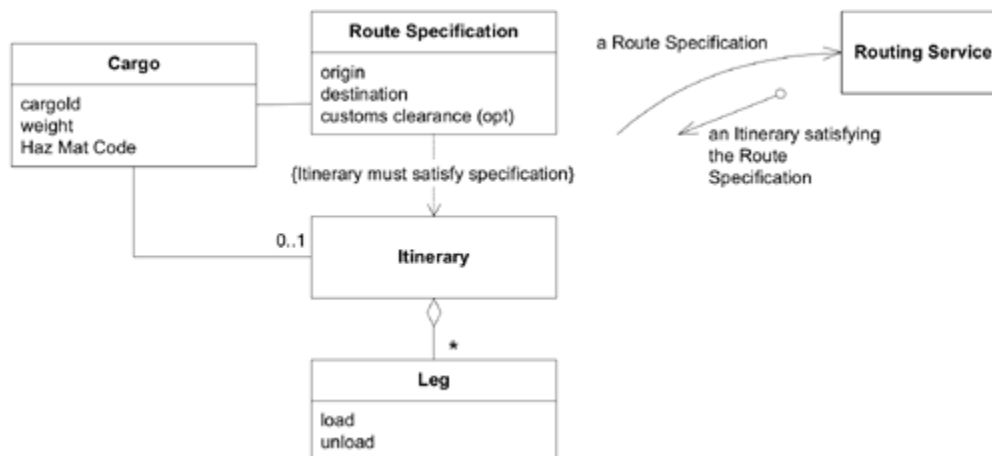 Route Specification
origin
destination
customs clearance (opt)
Cargo
cargoId
weight
Haz Mat Code
a Route Specification
Routing Service
an Itinerary satisfying
the Route
Specification
{Itinerary must satisfy specification}
0..1
Itinerary
*
Leg
load
unload